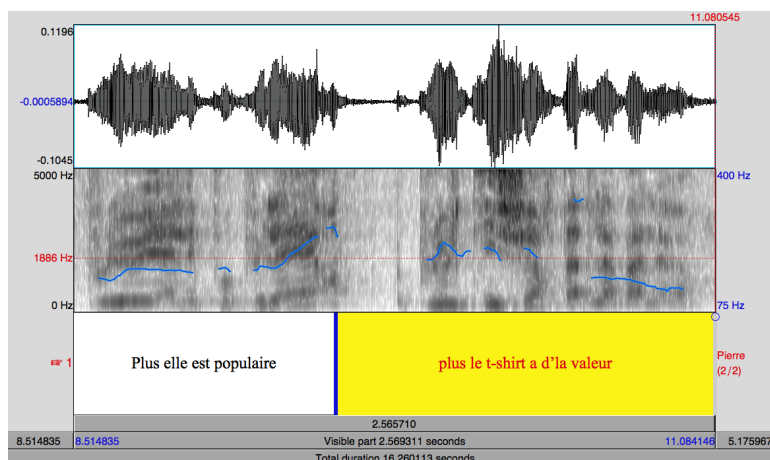 11.080545
0.1196
-0.0005894
-0.1045
5000 Hz
400 Hz
1886 Hz
0 Hz
75 Hz
1
Plus elle est populaire
plus le t-shirt a d'la valeur
Pierre
(2/2)
2.565710
8.514835
8.514835
Visible part 2.569311 seconds
11.084146
5.175967
Total duration 16.260113 seconds